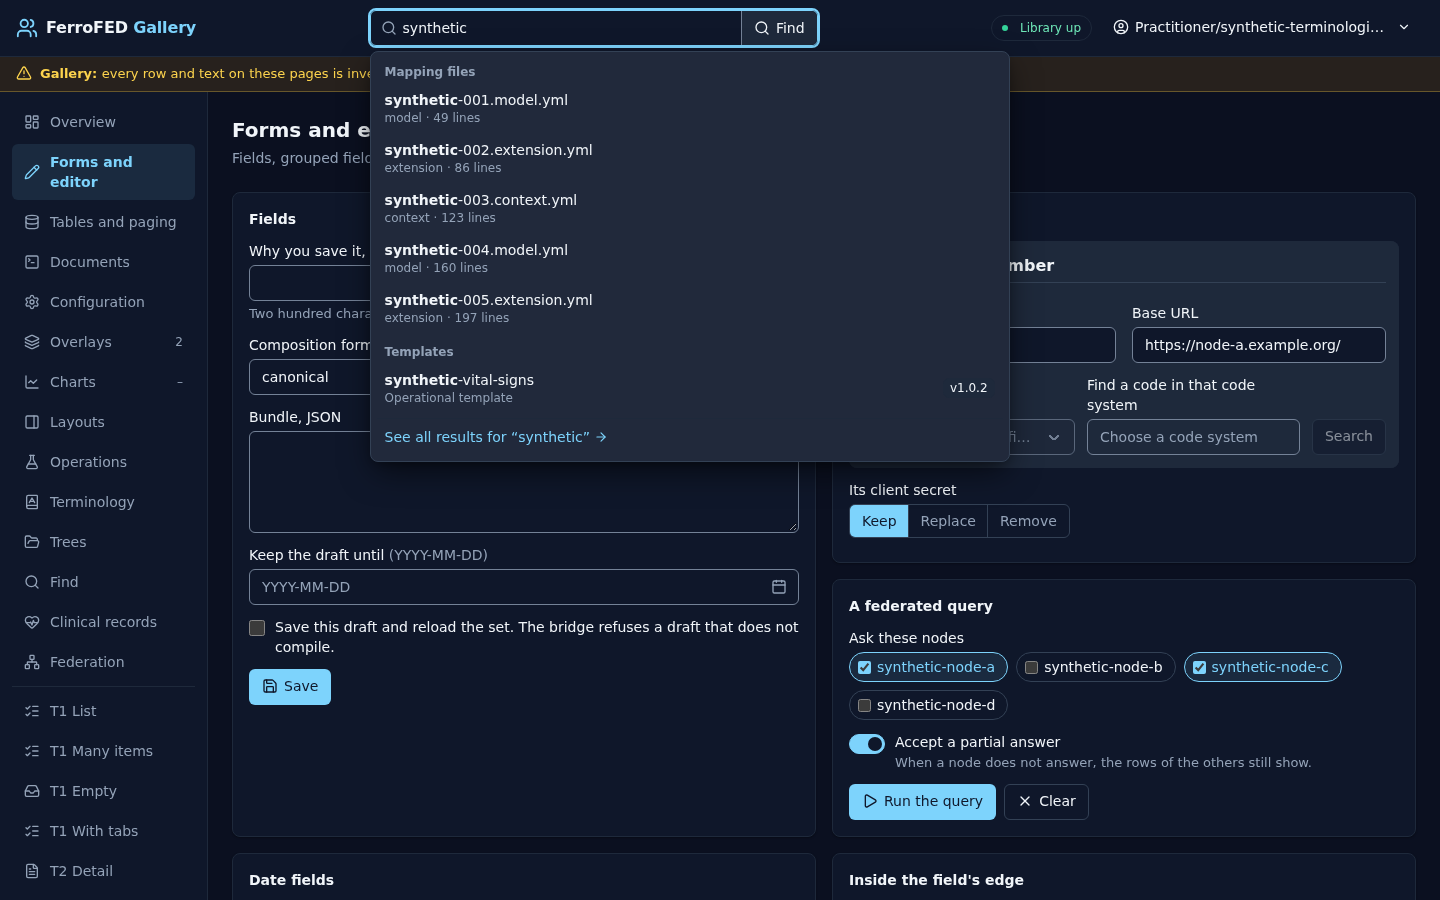 FerroFED Gallery
synthetic
Find
Library up
Practitioner/synthetic-terminologi…
Gallery: every row and text on these pages is inve
Mapping files
synthetic-001.model.yml
model · 49 lines
synthetic-002.extension.yml
extension · 86 lines
synthetic-003.context.yml
context · 123 lines
synthetic-004.model.yml
model · 160 lines
synthetic-005.extension.yml
extension · 197 lines
Templates
synthetic-vital-signs
Operational template
v1.0.2
See all results for “synthetic”
Overview
Forms and editor
Tables and paging
Documents
Configuration
Overlays
2
Charts
–
Layouts
Operations
Terminology
Trees
Find
Clinical records
Federation
T1 List
T1 Many items
T1 Empty
T1 With tabs
T2 Detail
Forms and e
Fields, grouped field
Fields
Why you save it,
Two hundred chara
Composition form
canonical
Bundle, JSON
Keep the draft until (YYYY-MM-DD)
YYYY-MM-DD
Save this draft and reload the set. The bridge refuses a draft that does not
compile.
Save
mber
Base URL
https://node-a.example.org/
Find a code in that code
system
fi…
Choose a code system
Search
Its client secret
Keep
Replace
Remove
A federated query
Ask these nodes
synthetic-node-a
synthetic-node-b
synthetic-node-c
synthetic-node-d
Accept a partial answer
When a node does not answer, the rows of the others still show.
Run the query
Clear
Date fields
Inside the field's edge